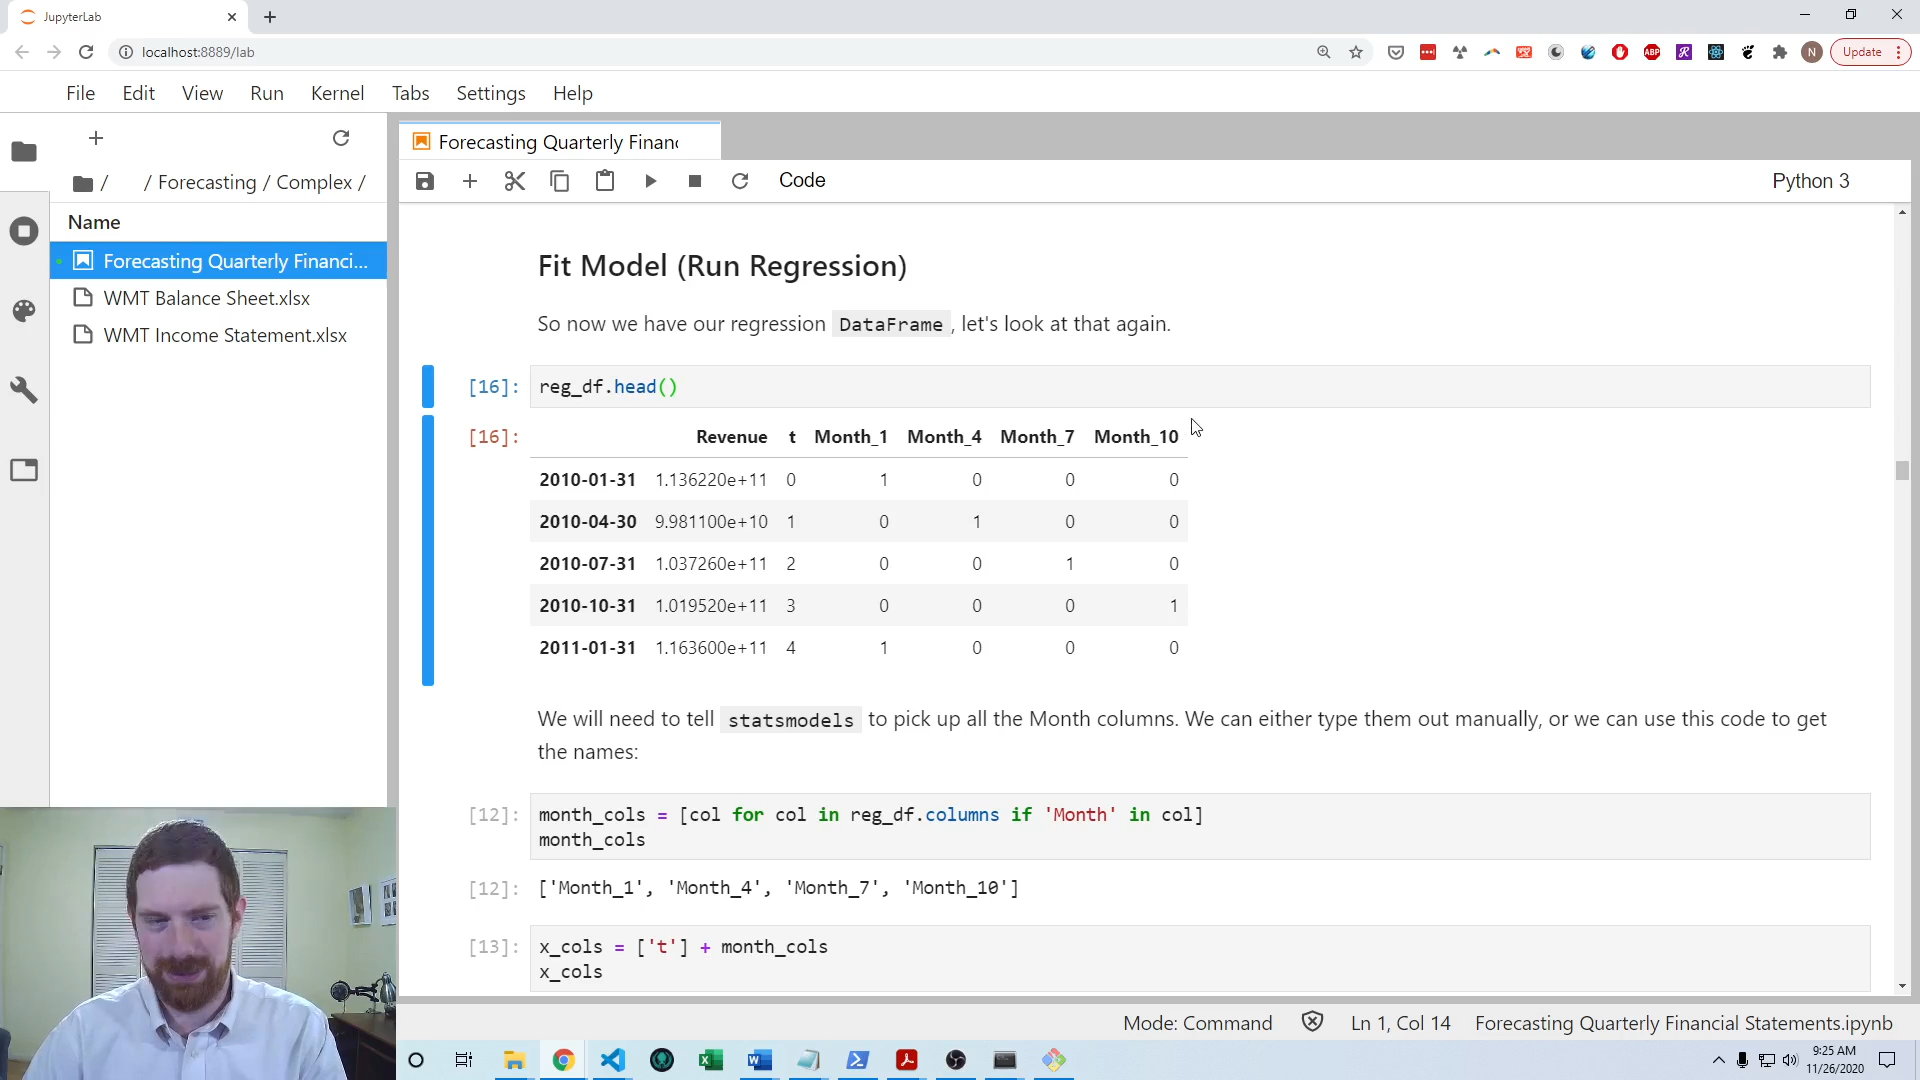 JupyterLab
localhost:8889/lab
ABP
N
Update
File Edit View Run Kernel Tabs Settings Help
Forecasting Quarterly Finan
/ / Forecasting / Complex /
Code
Python 3
Name
Forecasting Quarterly Financi...
WMT Balance Sheet.xlsx
WMT Income Statement.xlsx
Fit Model (Run Regression)
So now we have our regression DataFrame, let's look at that again.
[16]: reg_df.head()
[16]: Revenue t Month_1 Month_4 Month_7 Month_10
2010-01-31 1.136220e+11 0 1 0 0 0
2010-04-30 9.981100e+10 1 0 1 0 0
2010-07-31 1.037260e+11 2 0 0 1 0
2010-10-31 1.019520e+11 3 0 0 0 1
2011-01-31 1.163600e+11 4 1 0 0 0
We will need to tell statsmodels to pick up all the Month columns. We can either type them out manually, or we can use this code to get
the names:
[12]: month_cols = [col for col in reg_df.columns if 'Month' in col]
month_cols
[12]: ['Month_1', 'Month_4', 'Month_7', 'Month_10']
[13]: x_cols = ['t'] + month_cols
x_cols
Mode: Command Ln 1, Col 14 Forecasting Quarterly Financial Statements.ipynb
9:25 AM
11/26/2020